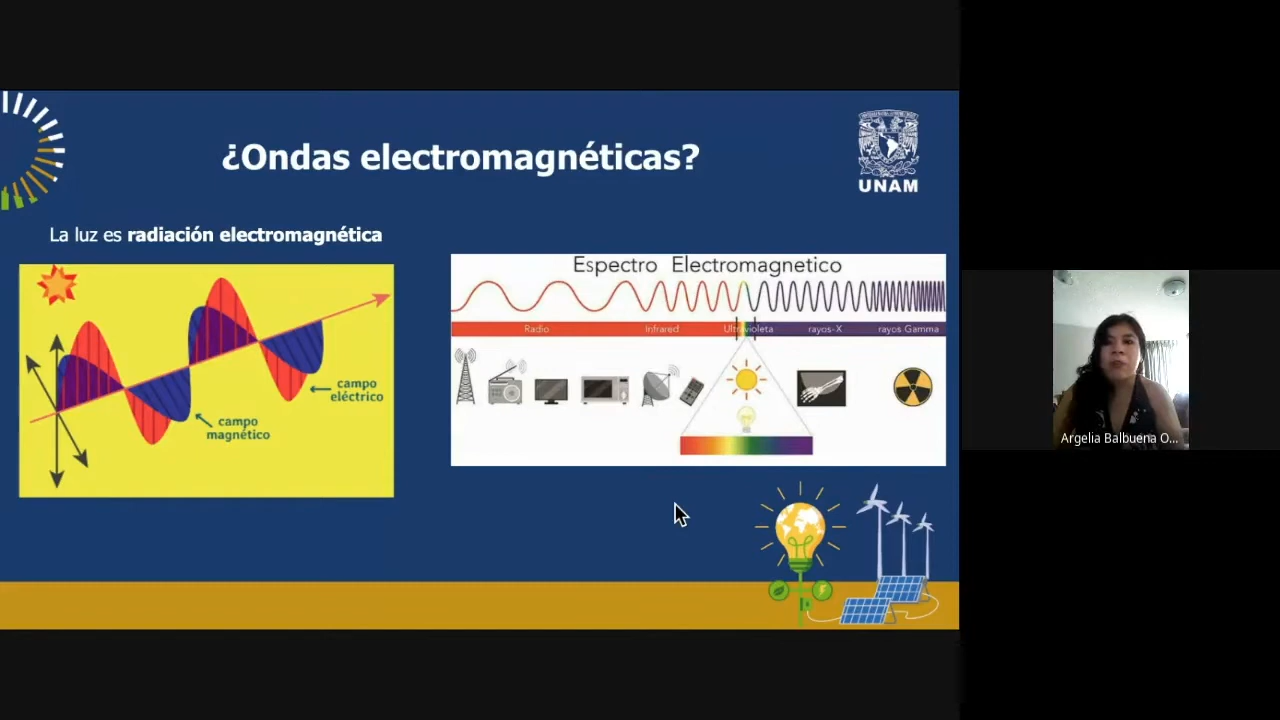 ¿Ondas electromagnéticas?
UNAM
La luz es radiación electromagnética
campo
eléctrico
campo
magnético
Espectro Electromagnetico
Radio
Infrared
Ultravioleta
rayos-X
rayos Gamma
Argelia Balbuena O...